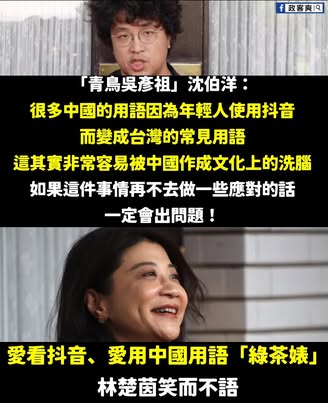 政客爽
「青鳥吳彥祖」沈伯洋：
很多中國的用語因為年輕人使用抖音
而變成台灣的常見用語
這其實非常容易被中國作成文化上的洗腦
如果這件事情再不去做一些應對的話
一定會出問題！
愛看抖音、愛用中國用語「綠茶婊」
林楚茵笑而不語